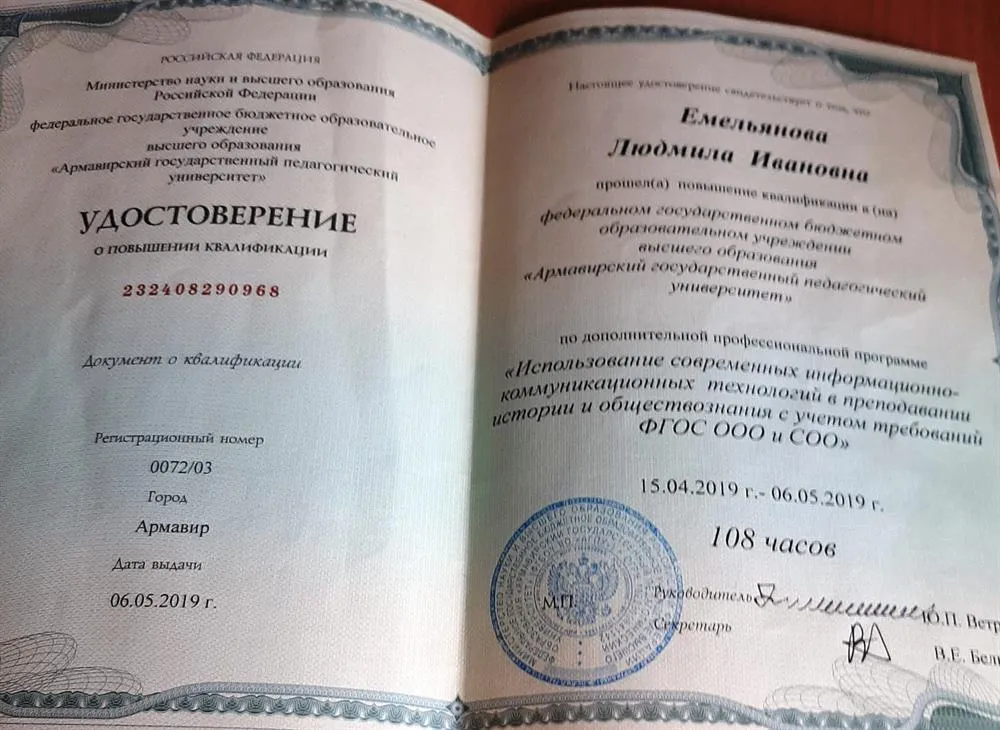 РОССИЙСКАЯ ФЕДЕРАЦИЯ
Министерство науки и высшего образования
Российской Федерации
федеральное государственное бюджетное образовательное
учреждение
высшего образования
«Армавирский государственный педагогический
университет»
УДОСТОВЕРЕНИЕ
О ПОВЫШЕНИИ КВАЛИФИКАЦИИ
232408290968
Документ о квалификации
Регистрационный номер
0072/03
Город
Армавир
Дата выдачи
06.05.2019 г.
Настоящее удостоверение свидетельствует о том, что
Емельянова
Людмила Ивановна
прошел(а) повышение квалификации в (на)
федеральном государственном бюджетном
образовательном учреждении
высшего образования
«Армавирский государственный педагогический
университет»
по дополнительной профессиональной программе
«Использование современных информационно-
коммуникационных технологий в преподавании
истории и обществознания с учетом требований
ФГОС ООО и СОО»
15.04.2019 г.- 06.05.2019 г.
108 часов
М.П.
Руководитель Ю.П. Ветр
Секретарь В.Е. Бел